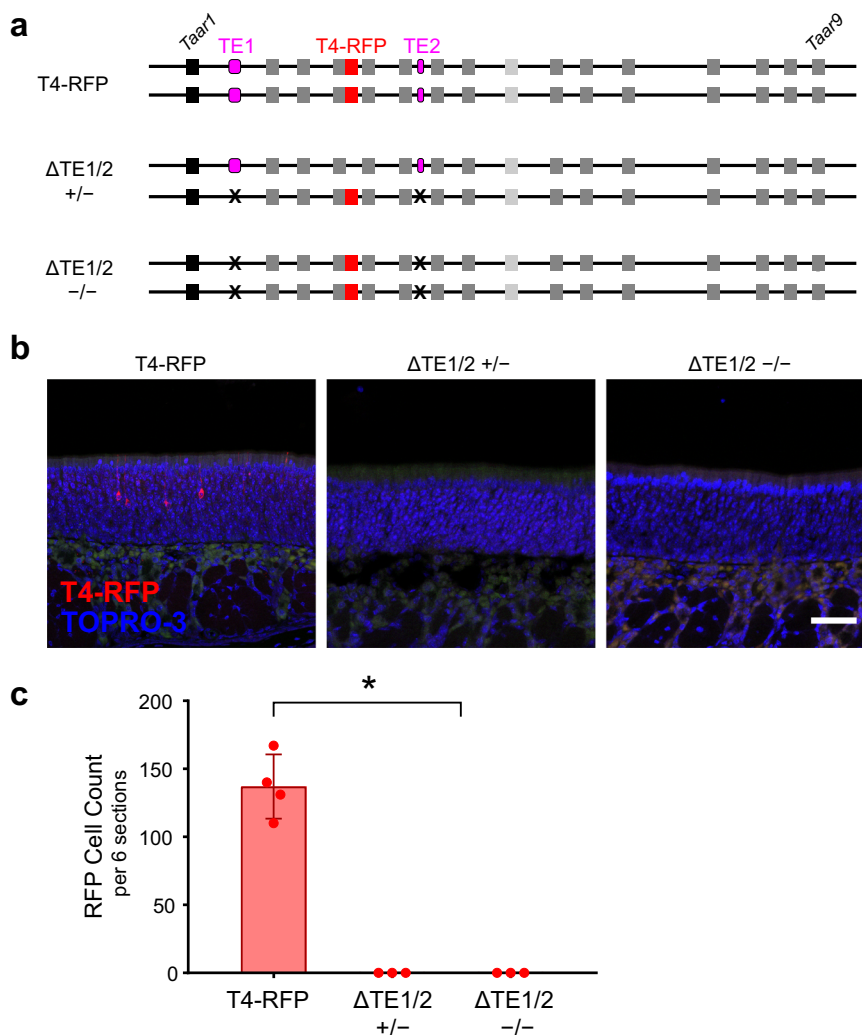 a
Taar1
TE1
T4-RFP
TE2
Taar9
T4-RFP
ΔTE1/2
+/−
X
X
ΔTE1/2
−/−
X
X
X
X
b
T4-RFP
ΔTE1/2 +/−
ΔTE1/2 −/−
T4-RFP
TOPRO-3
c
*
RFP Cell Count
per 6 sections
200
150
100
50
0
T4-RFP
ΔTE1/2
+/−
ΔTE1/2
−/−